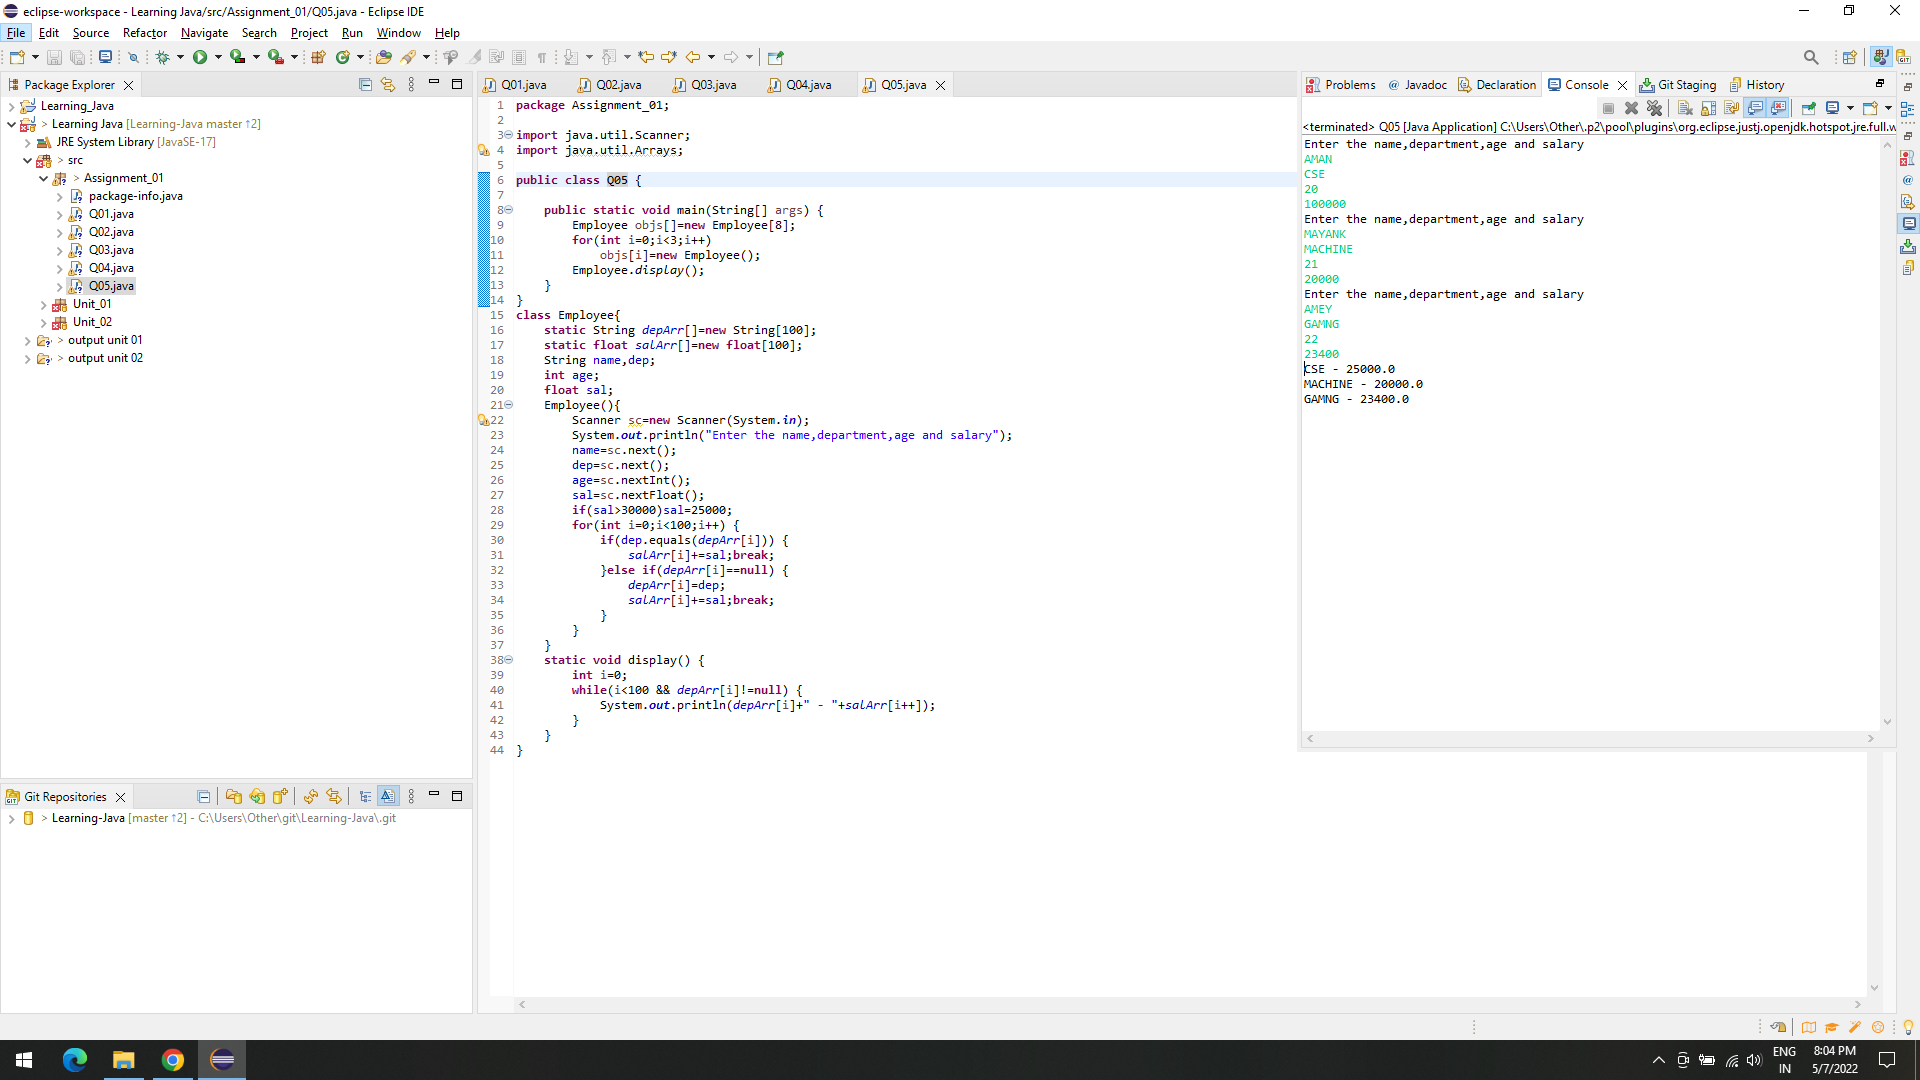 eclipse-workspace - Learning Java/src/Assignment_01/Q05.java - Eclipse IDE
File Edit Source Refactor Navigate Search Project Run Window Help
Package Explorer
Learning_Java
> Learning Java [Learning-Java master ↑2]
JRE System Library [JavaSE-17]
> src
> Assignment_01
package-info.java
Q01.java
Q02.java
Q03.java
Q04.java
Q05.java
Unit_01
Unit_02
> output unit 01
> output unit 02
Git Repositories
> Learning-Java [master ↑2] - C:\Users\Other\git\Learning-Java\.git
Q01.java Q02.java Q03.java Q04.java Q05.java
1 package Assignment_01;
2
3 import java.util.Scanner;
4 import java.util.Arrays;
5
6 public class Q05 {
7
8 public static void main(String[] args) {
9 Employee objs[]=new Employee[8];
10 for(int i=0;i<3;i++)
11 objs[i]=new Employee();
12 Employee.display();
13 }
14 }
15 class Employee{
16 static String depArr[]=new String[100];
17 static float salArr[]=new float[100];
18 String name,dep;
19 int age;
20 float sal;
21 Employee(){
22 Scanner sc=new Scanner(System.in);
23 System.out.println("Enter the name,department,age and salary");
24 name=sc.next();
25 dep=sc.next();
26 age=sc.nextInt();
27 sal=sc.nextFloat();
28 if(sal>30000)sal=25000;
29 for(int i=0;i<100;i++) {
30 if(dep.equals(depArr[i])) {
31 salArr[i]+=sal;break;
32 }else if(depArr[i]==null) {
33 depArr[i]=dep;
34 salArr[i]+=sal;break;
35 }
36 }
37 }
38 static void display() {
39 int i=0;
40 while(i<100 && depArr[i]!=null) {
41 System.out.println(depArr[i]+" - "+salArr[i++]);
42 }
43 }
44 }
Problems Javadoc Declaration Console Git Staging History
<terminated> Q05 [Java Application] C:\Users\Other\.p2\pool\plugins\org.eclipse.justj.openjdk.hotspot.jre.full.w
Enter the name,department,age and salary
AMAN
CSE
20
100000
Enter the name,department,age and salary
MAYANK
MACHINE
21
20000
Enter the name,department,age and salary
AMEY
GAMNG
22
23400
CSE - 25000.0
MACHINE - 20000.0
GAMNG - 23400.0
ENG
IN
8:04 PM
5/7/2022